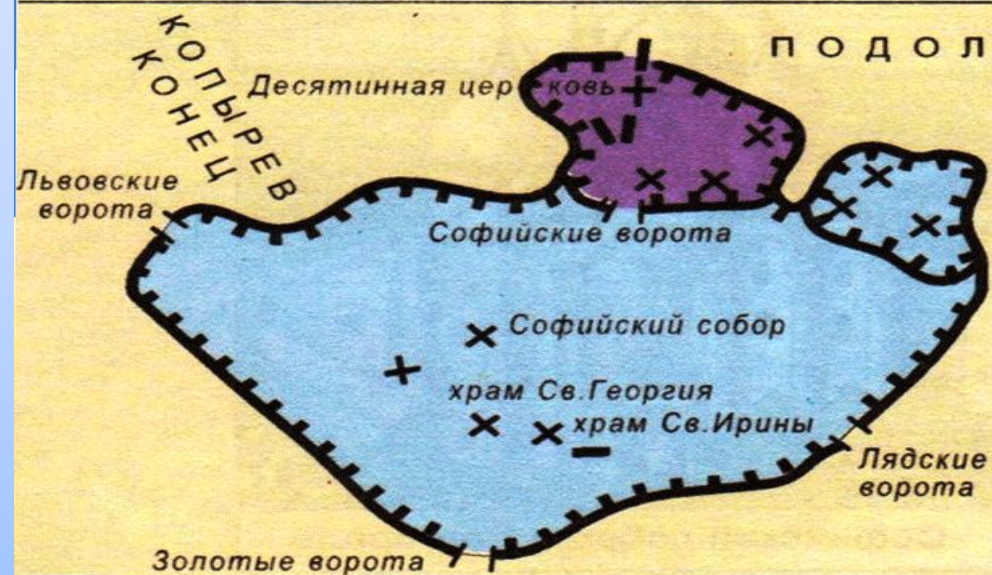 КОПЫРЕВ
КОНЕЦ
ПОДОЛ
Десятинная церковь
Львовские
ворота
Софийские ворота
Софийский собор
храм Св.Георгия
храм Св.Ирины
Лядские
ворота
Золотые ворота